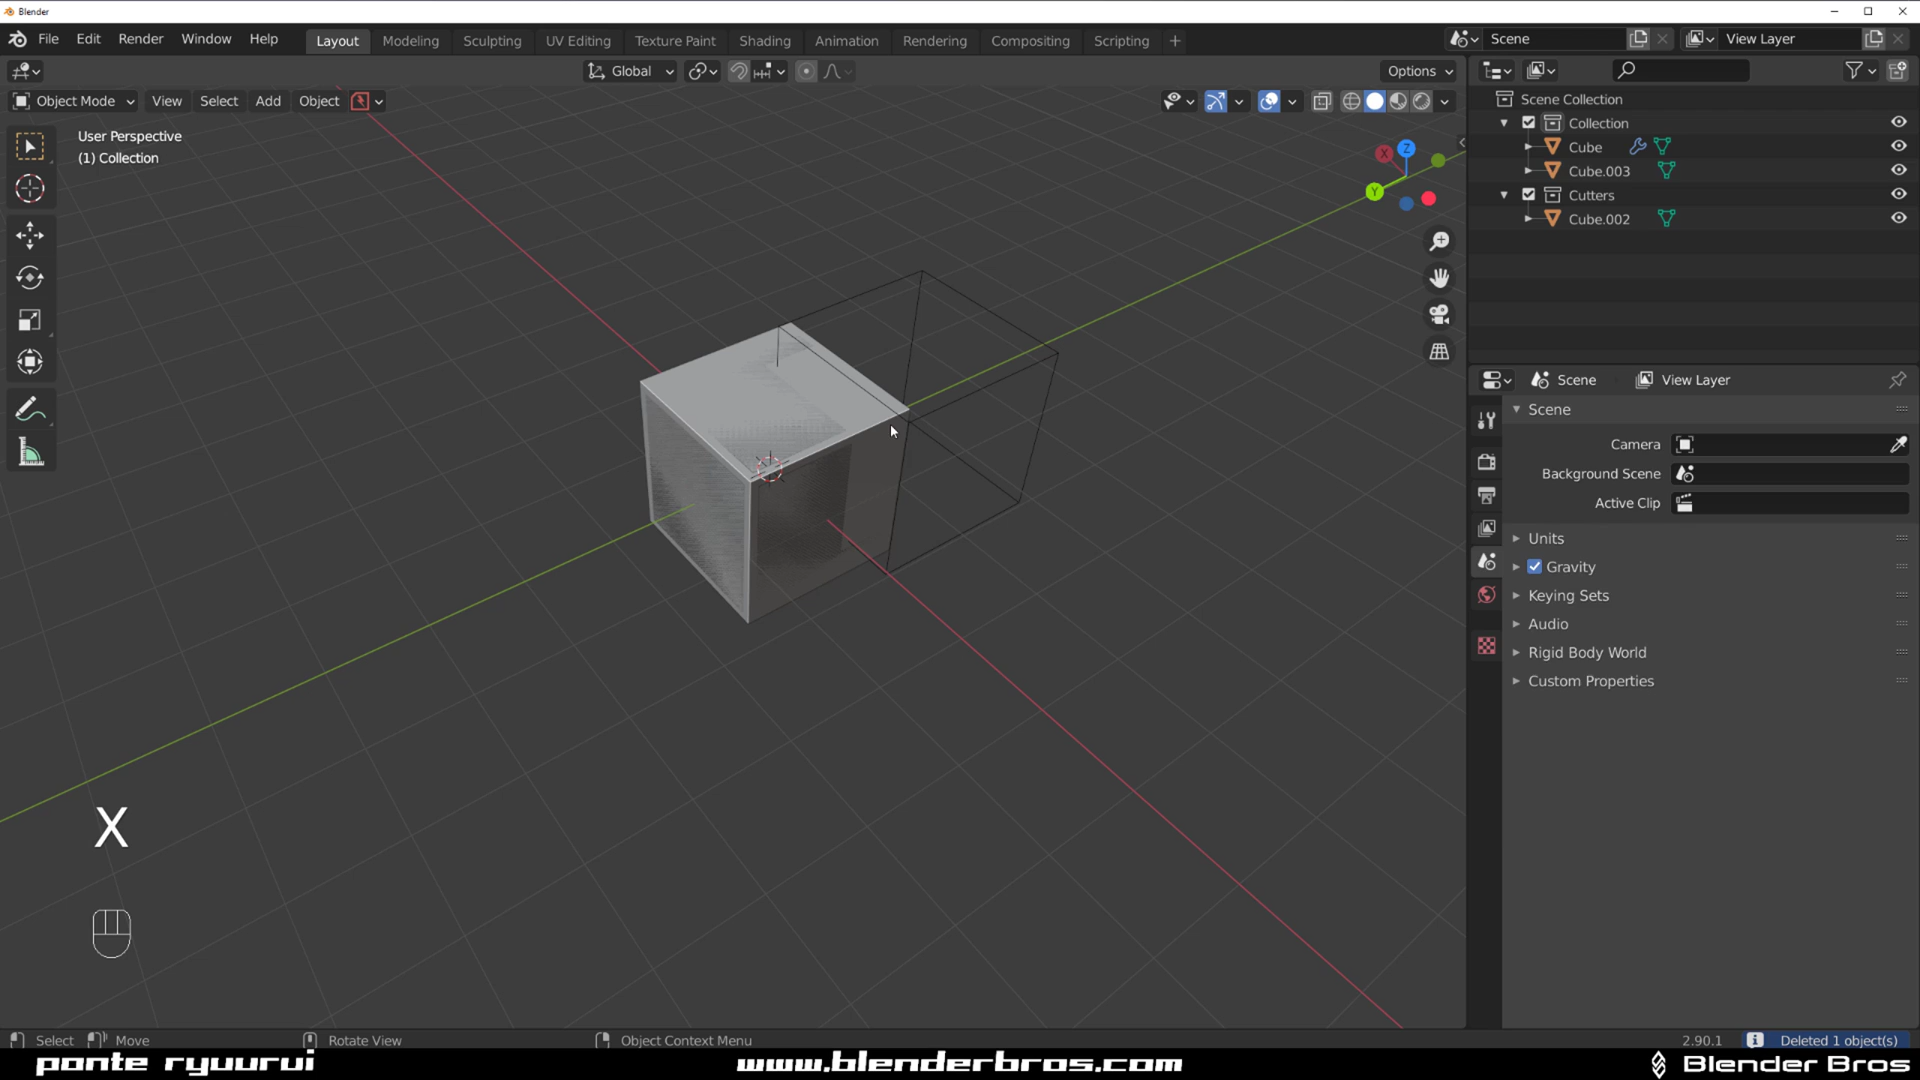 Blender
File Edit Render Window Help
Layout Modeling Sculpting UV Editing Texture Paint Shading Animation Rendering Compositing Scripting +
Scene
View Layer
Global
Options
Object Mode View Select Add Object
User Perspective
(1) Collection
X
Y
Z
Scene Collection
Collection
Cube
Cube.003
Cutters
Cube.002
Scene
View Layer
Scene
Camera
Background Scene
Active Clip
Units
Gravity
Keying Sets
Audio
Rigid Body World
Custom Properties
X
Select Move Rotate View Object Context Menu
2.90.1 Deleted 1 object(s)
ponte ryuurui
www.blenderbros.com
Blender Bros